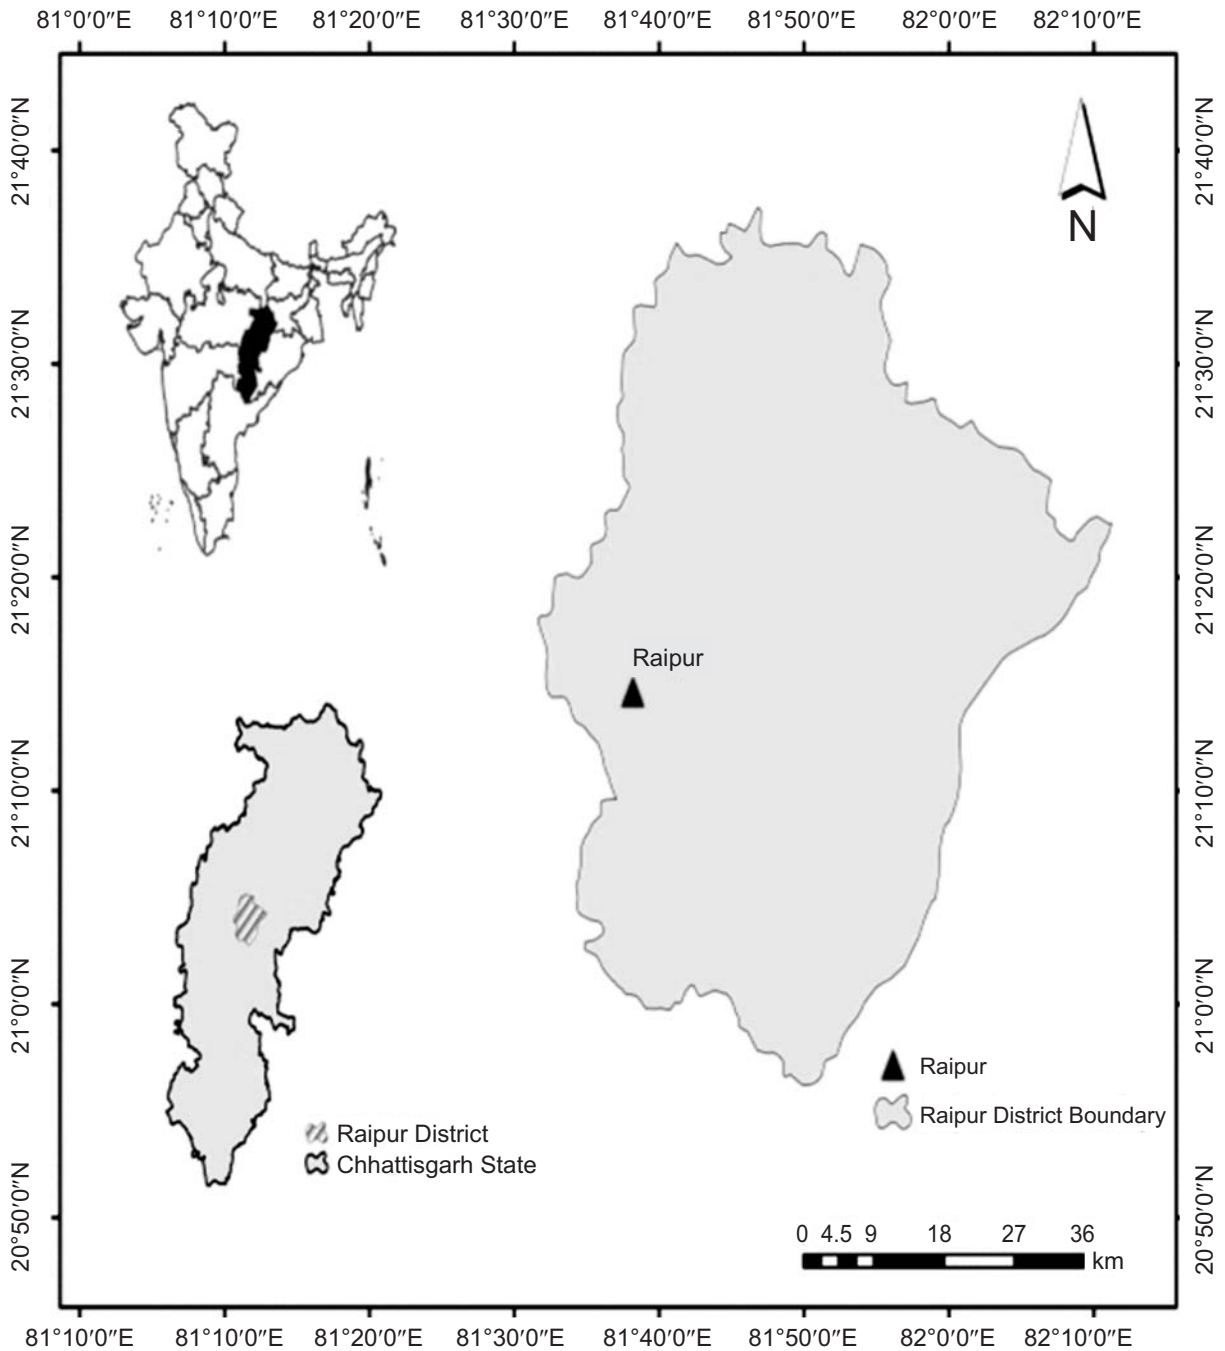 81°0′0″E 81°10′0″E 81°20′0″E 81°30′0″E 81°40′0″E 81°50′0″E 82°0′0″E 82°10′0″E
21°40′0″N
21°30′0″N
21°20′0″N
21°10′0″N
21°0′0″N
20°50′0″N
N
Raipur
Raipur
Raipur District Boundary
Raipur District
Chhattisgarh State
0 4.5 9 18 27 36
km
21°40′0″N
21°30′0″N
21°20′0″N
21°10′0″N
21°0′0″N
20°50′0″N
81°10′0″E 81°10′0″E 81°20′0″E 81°30′0″E 81°40′0″E 81°50′0″E 82°0′0″E 82°10′0″E